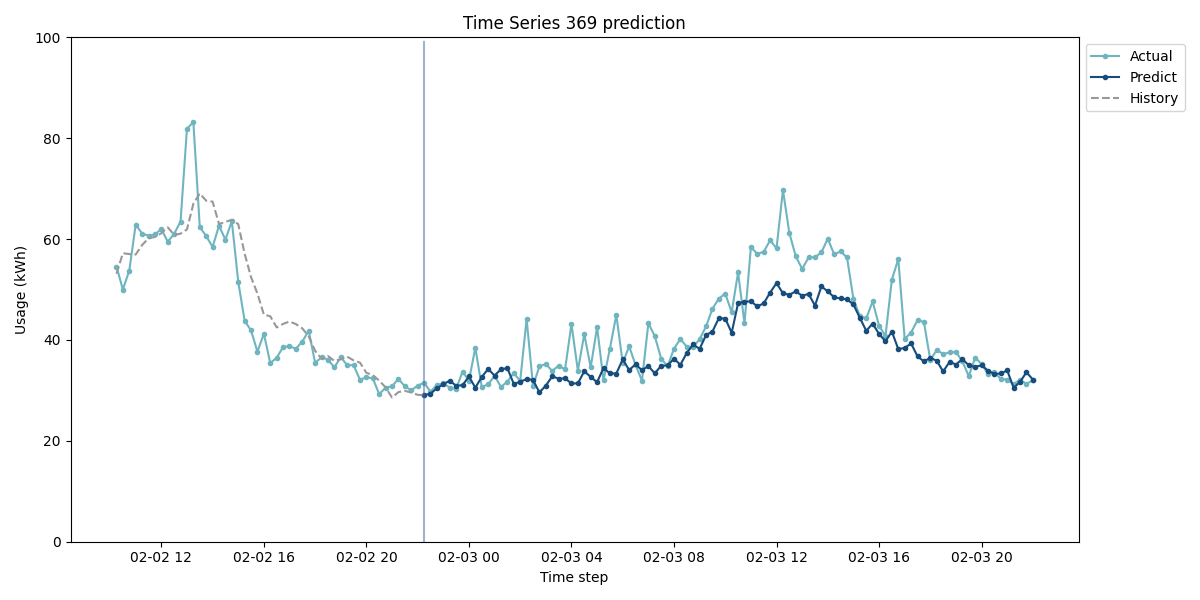 Time Series 369 prediction
100
80
60
40
20
0
Usage (kWh)
02-02 12
02-02 16
02-02 20
02-03 00
02-03 04
02-03 08
02-03 12
02-03 16
02-03 20
Time step
Actual
Predict
History